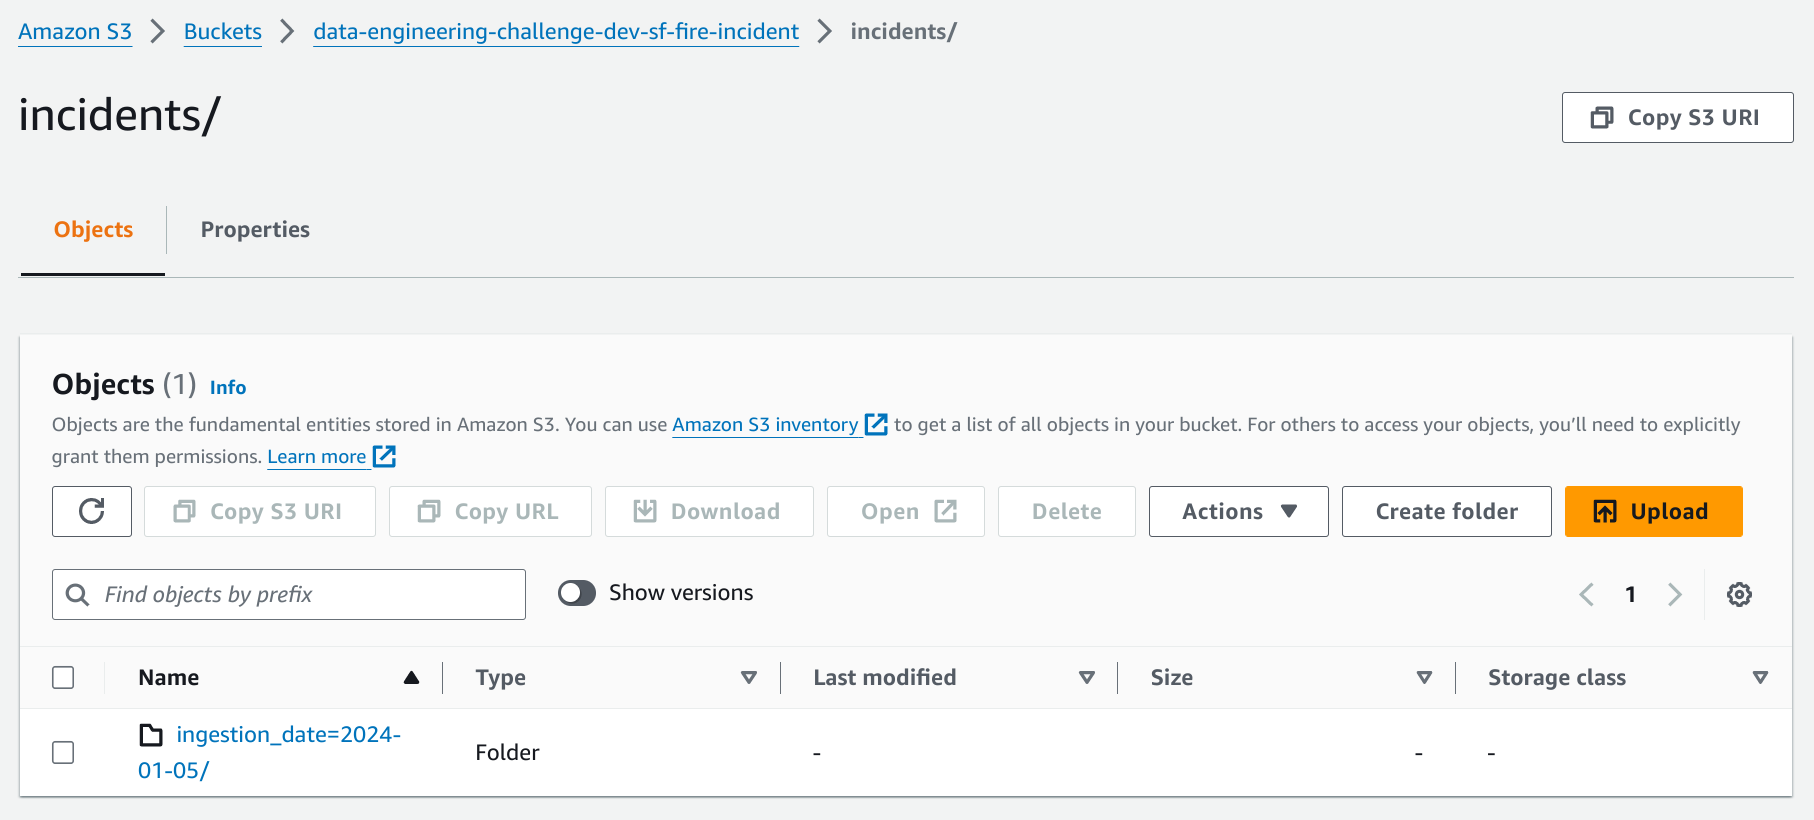 Amazon S3 > Buckets > data-engineering-challenge-dev-sf-fire-incident > incidents/
incidents/
Copy S3 URI
Objects
Properties
Objects (1) Info
Objects are the fundamental entities stored in Amazon S3. You can use Amazon S3 inventory to get a list of all objects in your bucket. For others to access your objects, you’ll need to explicitly
grant them permissions. Learn more
Copy S3 URI
Copy URL
Download
Open
Delete
Actions
Create folder
Upload
Find objects by prefix
Show versions
1
Name
Type
Last modified
Size
Storage class
ingestion_date=2024-
01-05/
Folder
-
-
-